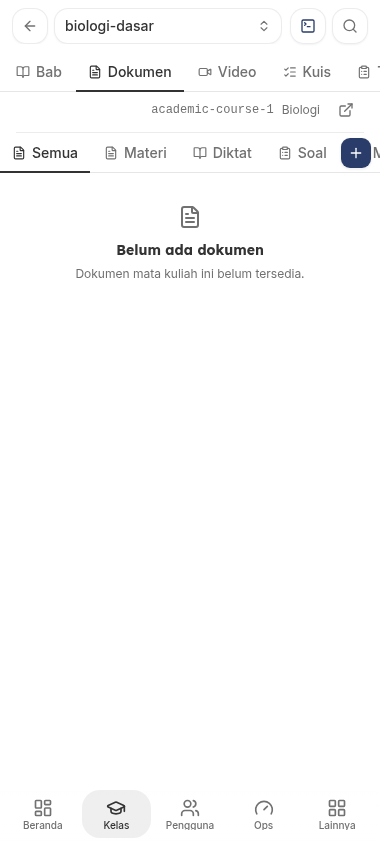 biologi-dasar
Bab Dokumen Video Kuis
academic-course-1 Biologi
Semua Materi Diktat Soal
Belum ada dokumen
Dokumen mata kuliah ini belum tersedia.
Beranda Kelas Pengguna Ops Lainnya